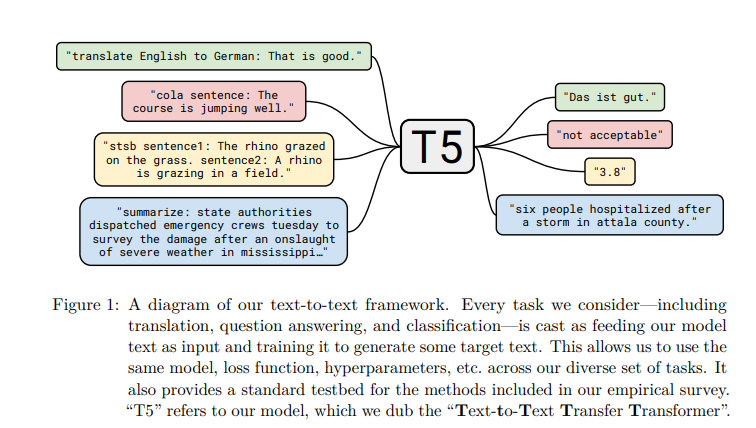 "translate English to German: That is good."
"cola sentence: The
course is jumping well."
"stsb sentence1: The rhino grazed
on the grass. sentence2: A rhino
is grazing in a field."
"summarize: state authorities
dispatched emergency crews tuesday to
survey the damage after an onslaught
of severe weather in mississippi…"
T5
"Das ist gut."
"not acceptable"
"3.8"
"six people hospitalized after
a storm in attala county."
Figure 1: A diagram of our text-to-text framework. Every task we consider—including
translation, question answering, and classification—is cast as feeding our model
text as input and training it to generate some target text. This allows us to use the
same model, loss function, hyperparameters, etc. across our diverse set of tasks. It
also provides a standard testbed for the methods included in our empirical survey.
“T5” refers to our model, which we dub the “Text-to-Text Transfer Transformer”.